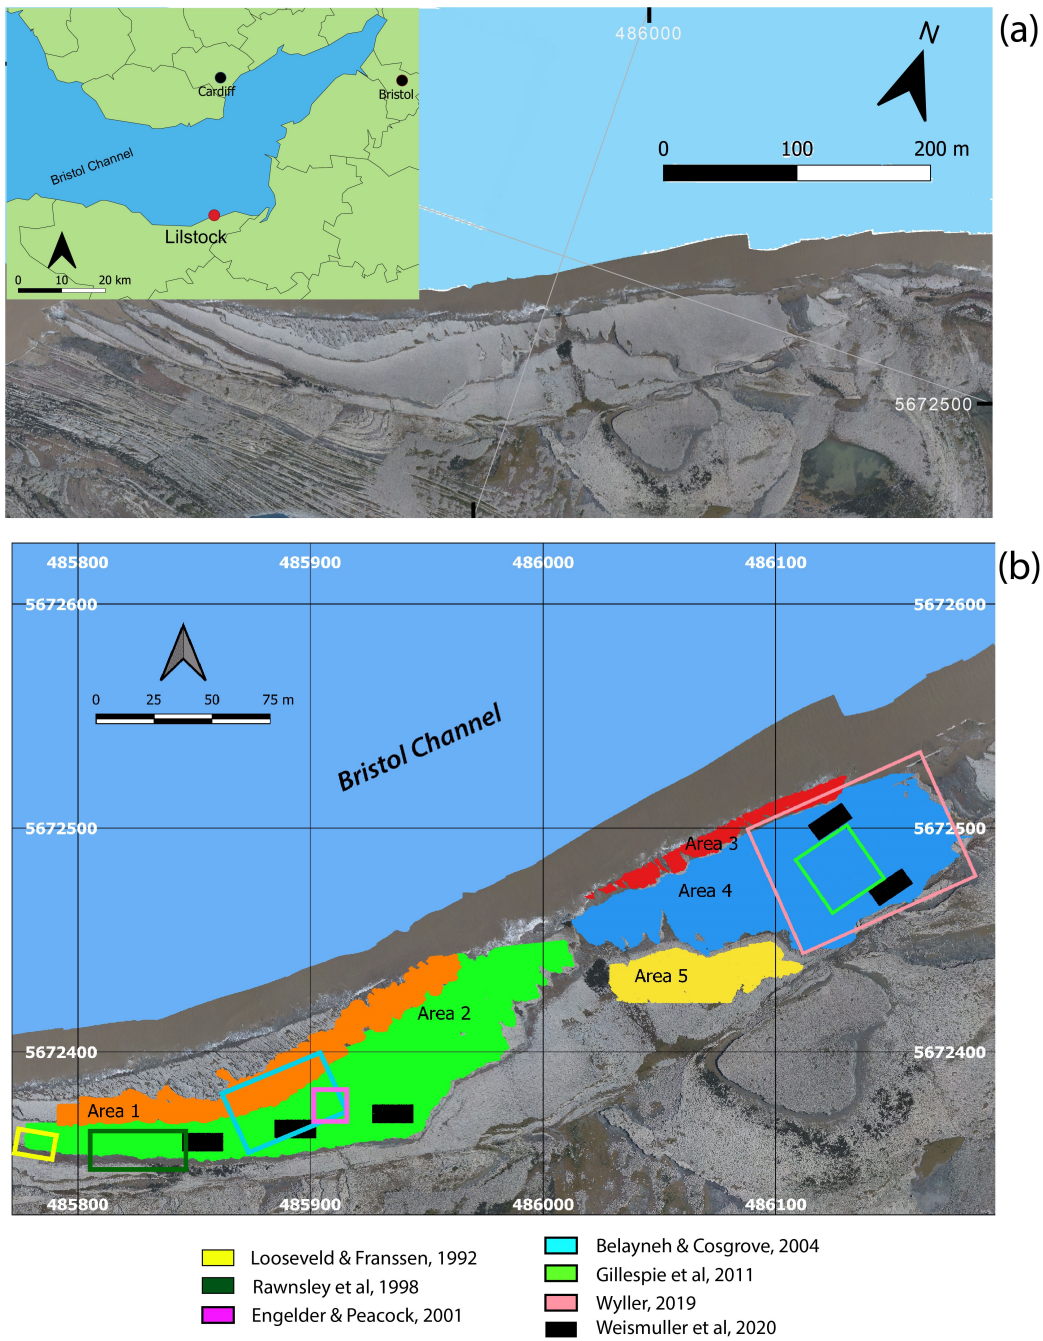 (a)
486000
N
0 100 200 m
Cardiff
Bristol
Bristol Channel
Lilstock
0 10 20 km
5672500
(b)
485800 485900 486000 486100
5672600 5672600
0 25 50 75 m
Bristol Channel
5672500 5672500
Area 3
Area 4
Area 5
Area 2
5672400 5672400
Area 1
485800 485900 486000 486100
Looseveld & Franssen, 1992
Rawnsley et al, 1998
Engelder & Peacock, 2001
Belayneh & Cosgrove, 2004
Gillespie et al, 2011
Wyller, 2019
Weismuller et al, 2020